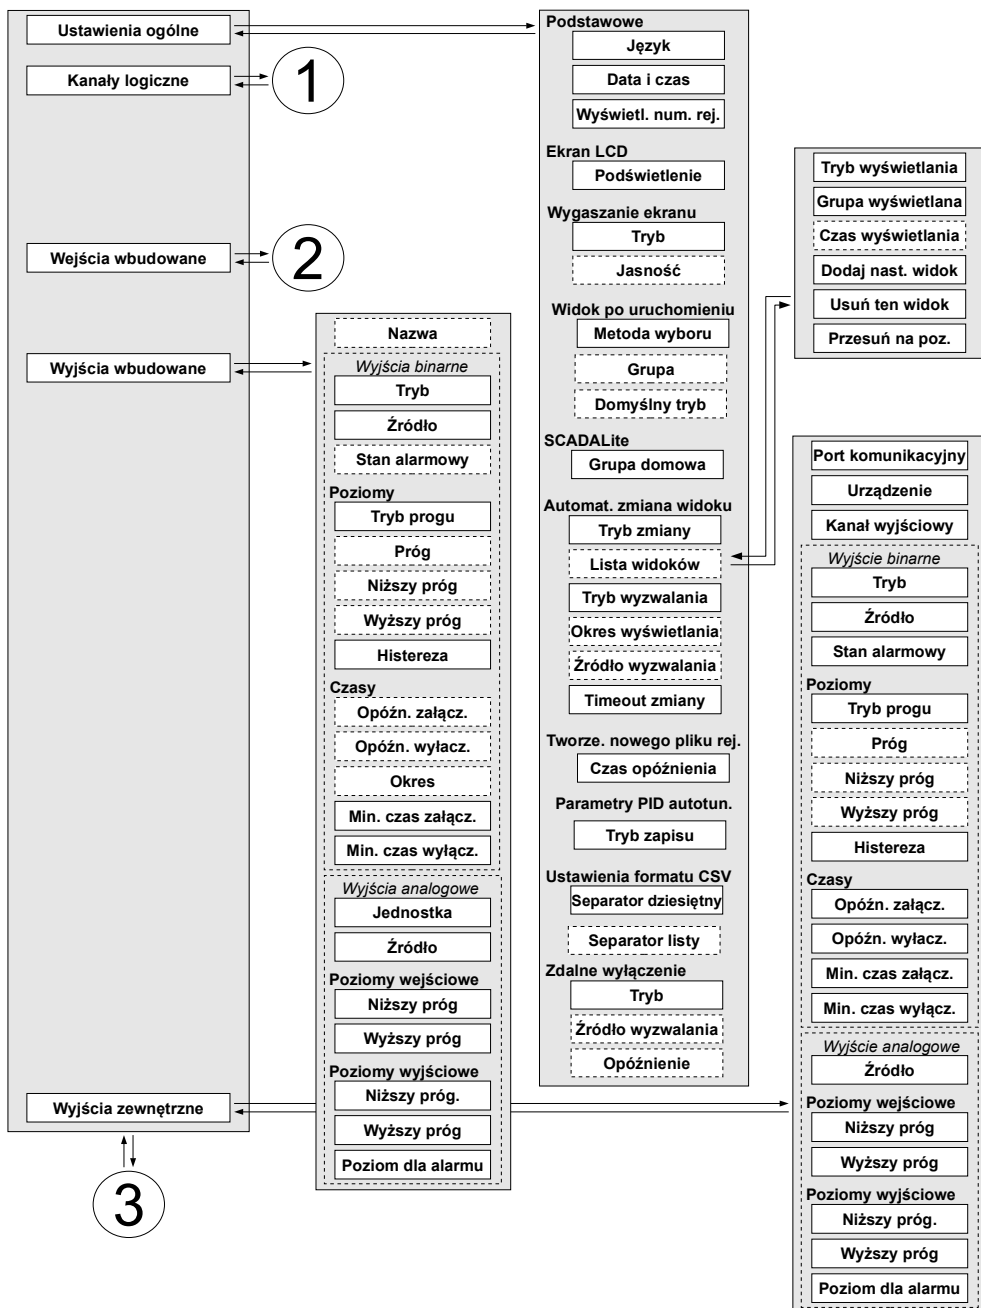 Ustawienia ogólne
Kanały logiczne
1
Wejścia wbudowane
2
Wyjścia wbudowane
Wyjścia zewnętrzne
3
Nazwa
Wyjścia binarne
Tryb
Źródło
Stan alarmowy
Poziomy
Tryb progu
Próg
Niższy próg
Wyższy próg
Histereza
Czasy
Opóźn. załącz.
Opóźn. wyłacz.
Okres
Min. czas załącz.
Min. czas wyłącz.
Wyjścia analogowe
Jednostka
Źródło
Poziomy wejściowe
Niższy próg
Wyższy próg
Poziomy wyjściowe
Niższy próg.
Wyższy próg
Poziom dla alarmu
Podstawowe
Język
Data i czas
Wyświetl. num. rej.
Ekran LCD
Podświetlenie
Wygaszanie ekranu
Tryb
Jasność
Widok po uruchomieniu
Metoda wyboru
Grupa
Domyślny tryb
SCADALite
Grupa domowa
Automat. zmiana widoku
Tryb zmiany
Lista widoków
Tryb wyzwalania
Okres wyświetlania
Źródło wyzwalania
Timeout zmiany
Tworze. nowego pliku rej.
Czas opóźnienia
Parametry PID autotun.
Tryb zapisu
Ustawienia formatu CSV
Separator dziesiętny
Separator listy
Zdalne wyłączenie
Tryb
Źródło wyzwalania
Opóźnienie
Tryb wyświetlania
Grupa wyświetlana
Czas wyświetlania
Dodaj nast. widok
Usuń ten widok
Przesuń na poz.
Port komunikacyjny
Urządzenie
Kanał wyjściowy
Wyjście binarne
Tryb
Źródło
Stan alarmowy
Poziomy
Tryb progu
Próg
Niższy próg
Wyższy próg
Histereza
Czasy
Opóźn. załącz.
Opóźn. wyłacz.
Min. czas załącz.
Min. czas wyłącz.
Wyjście analogowe
Źródło
Poziomy wejściowe
Niższy próg
Wyższy próg
Poziomy wyjściowe
Niższy próg.
Wyższy próg
Poziom dla alarmu